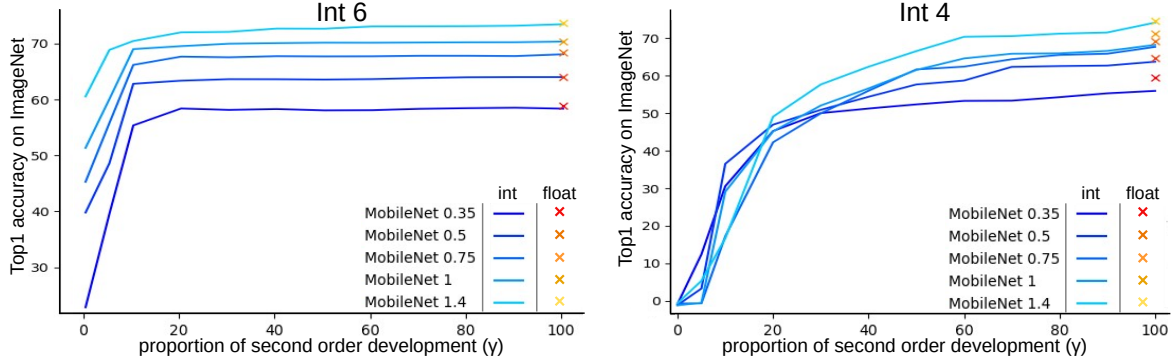 Int 6
Top1 accuracy on ImageNet
70
60
50
40
30
int float
MobileNet 0.35
MobileNet 0.5
MobileNet 0.75
MobileNet 1
MobileNet 1.4
0 20 40 60 80 100
proportion of second order development (γ)
Int 4
Top1 accuracy on ImageNet
70
60
50
40
30
20
10
0
int float
MobileNet 0.35
MobileNet 0.5
MobileNet 0.75
MobileNet 1
MobileNet 1.4
0 20 40 60 80 100
proportion of second order development (γ)